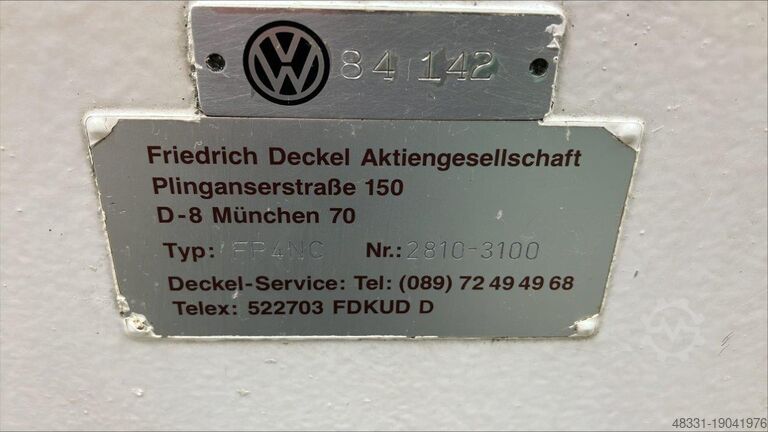 VW 84 142
Friedrich Deckel Aktiengesellschaft
Plinganserstraße 150
D-8 München 70
Typ: FP4NC Nr.: 2810-3100
Deckel-Service: Tel: (089) 72 49 49 68
Telex: 522703 FDKUD D
48331-19041976